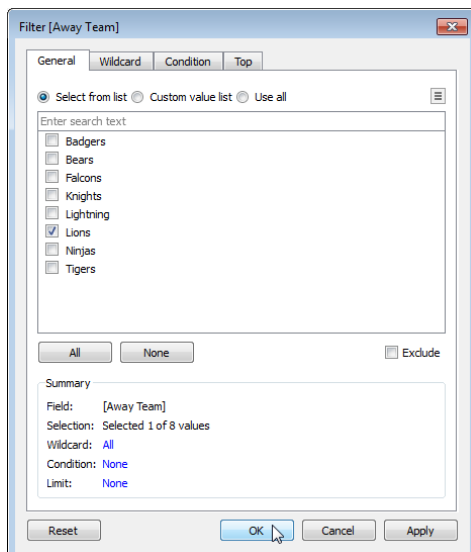 Filter [Away Team]
General Wildcard Condition Top
Select from list Custom value list Use all
Enter search text
Badgers
Bears
Falcons
Knights
Lightning
Lions
Ninjas
Tigers
All None Exclude
Summary
Field: [Away Team]
Selection: Selected 1 of 8 values
Wildcard: All
Condition: None
Limit: None
Reset OK Cancel Apply